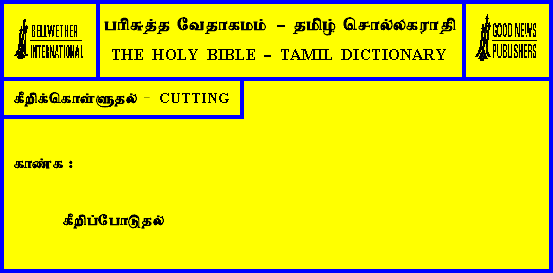 BELLWETHER
INTERNATIONAL
பரிசுத்த வேதாகமம் – தமிழ் சொல்லகராதி
THE HOLY BIBLE – TAMIL DICTIONARY
GOOD NEWS
PUBLISHERS
கீறிக்கொள்ளுதல் – CUTTING
காண்க :
கீறிப்போடுதல்